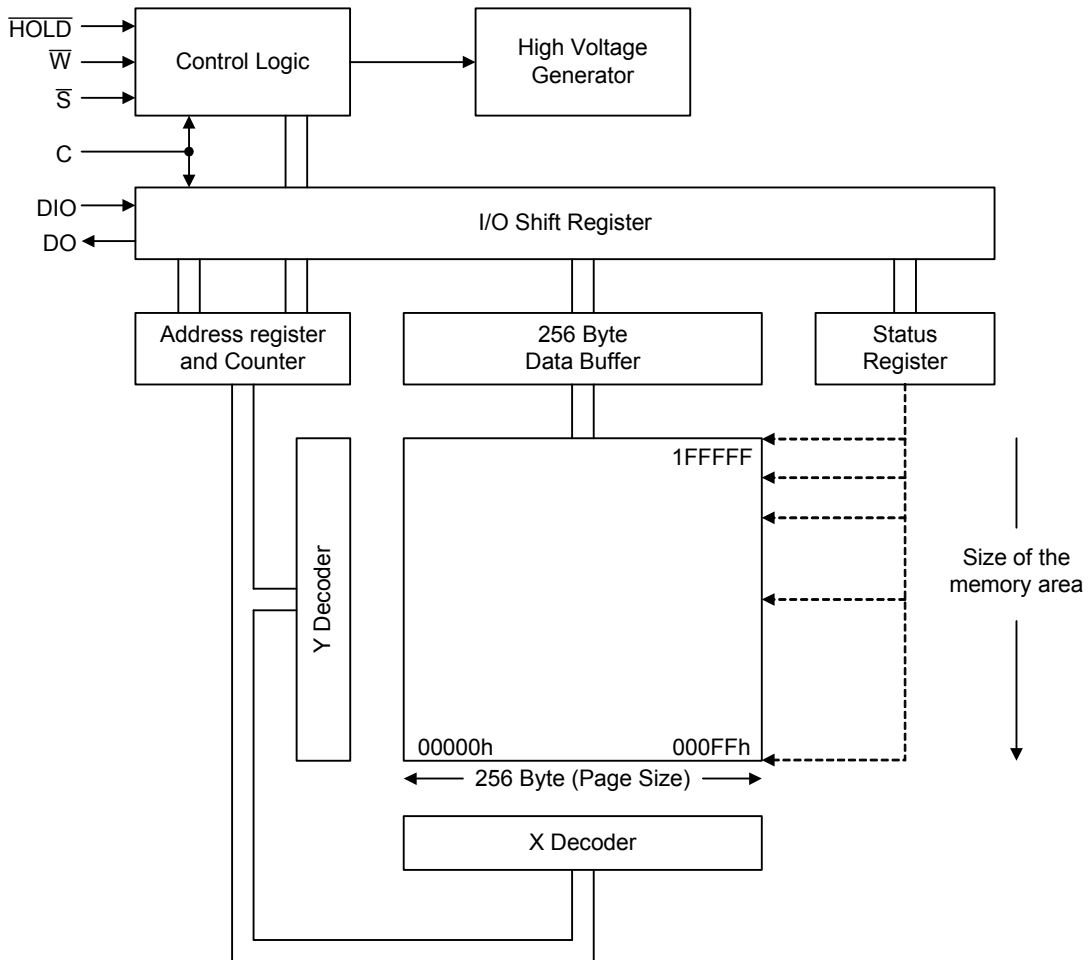 H̅O̅L̅D̅
W̅
S̅
C
Control Logic
High Voltage
Generator
DIO
DO
I/O Shift Register
Address register
and Counter
256 Byte
Data Buffer
Status
Register
Y Decoder
1FFFFF
00000h
000FFh
Size of the
memory area
256 Byte (Page Size)
X Decoder